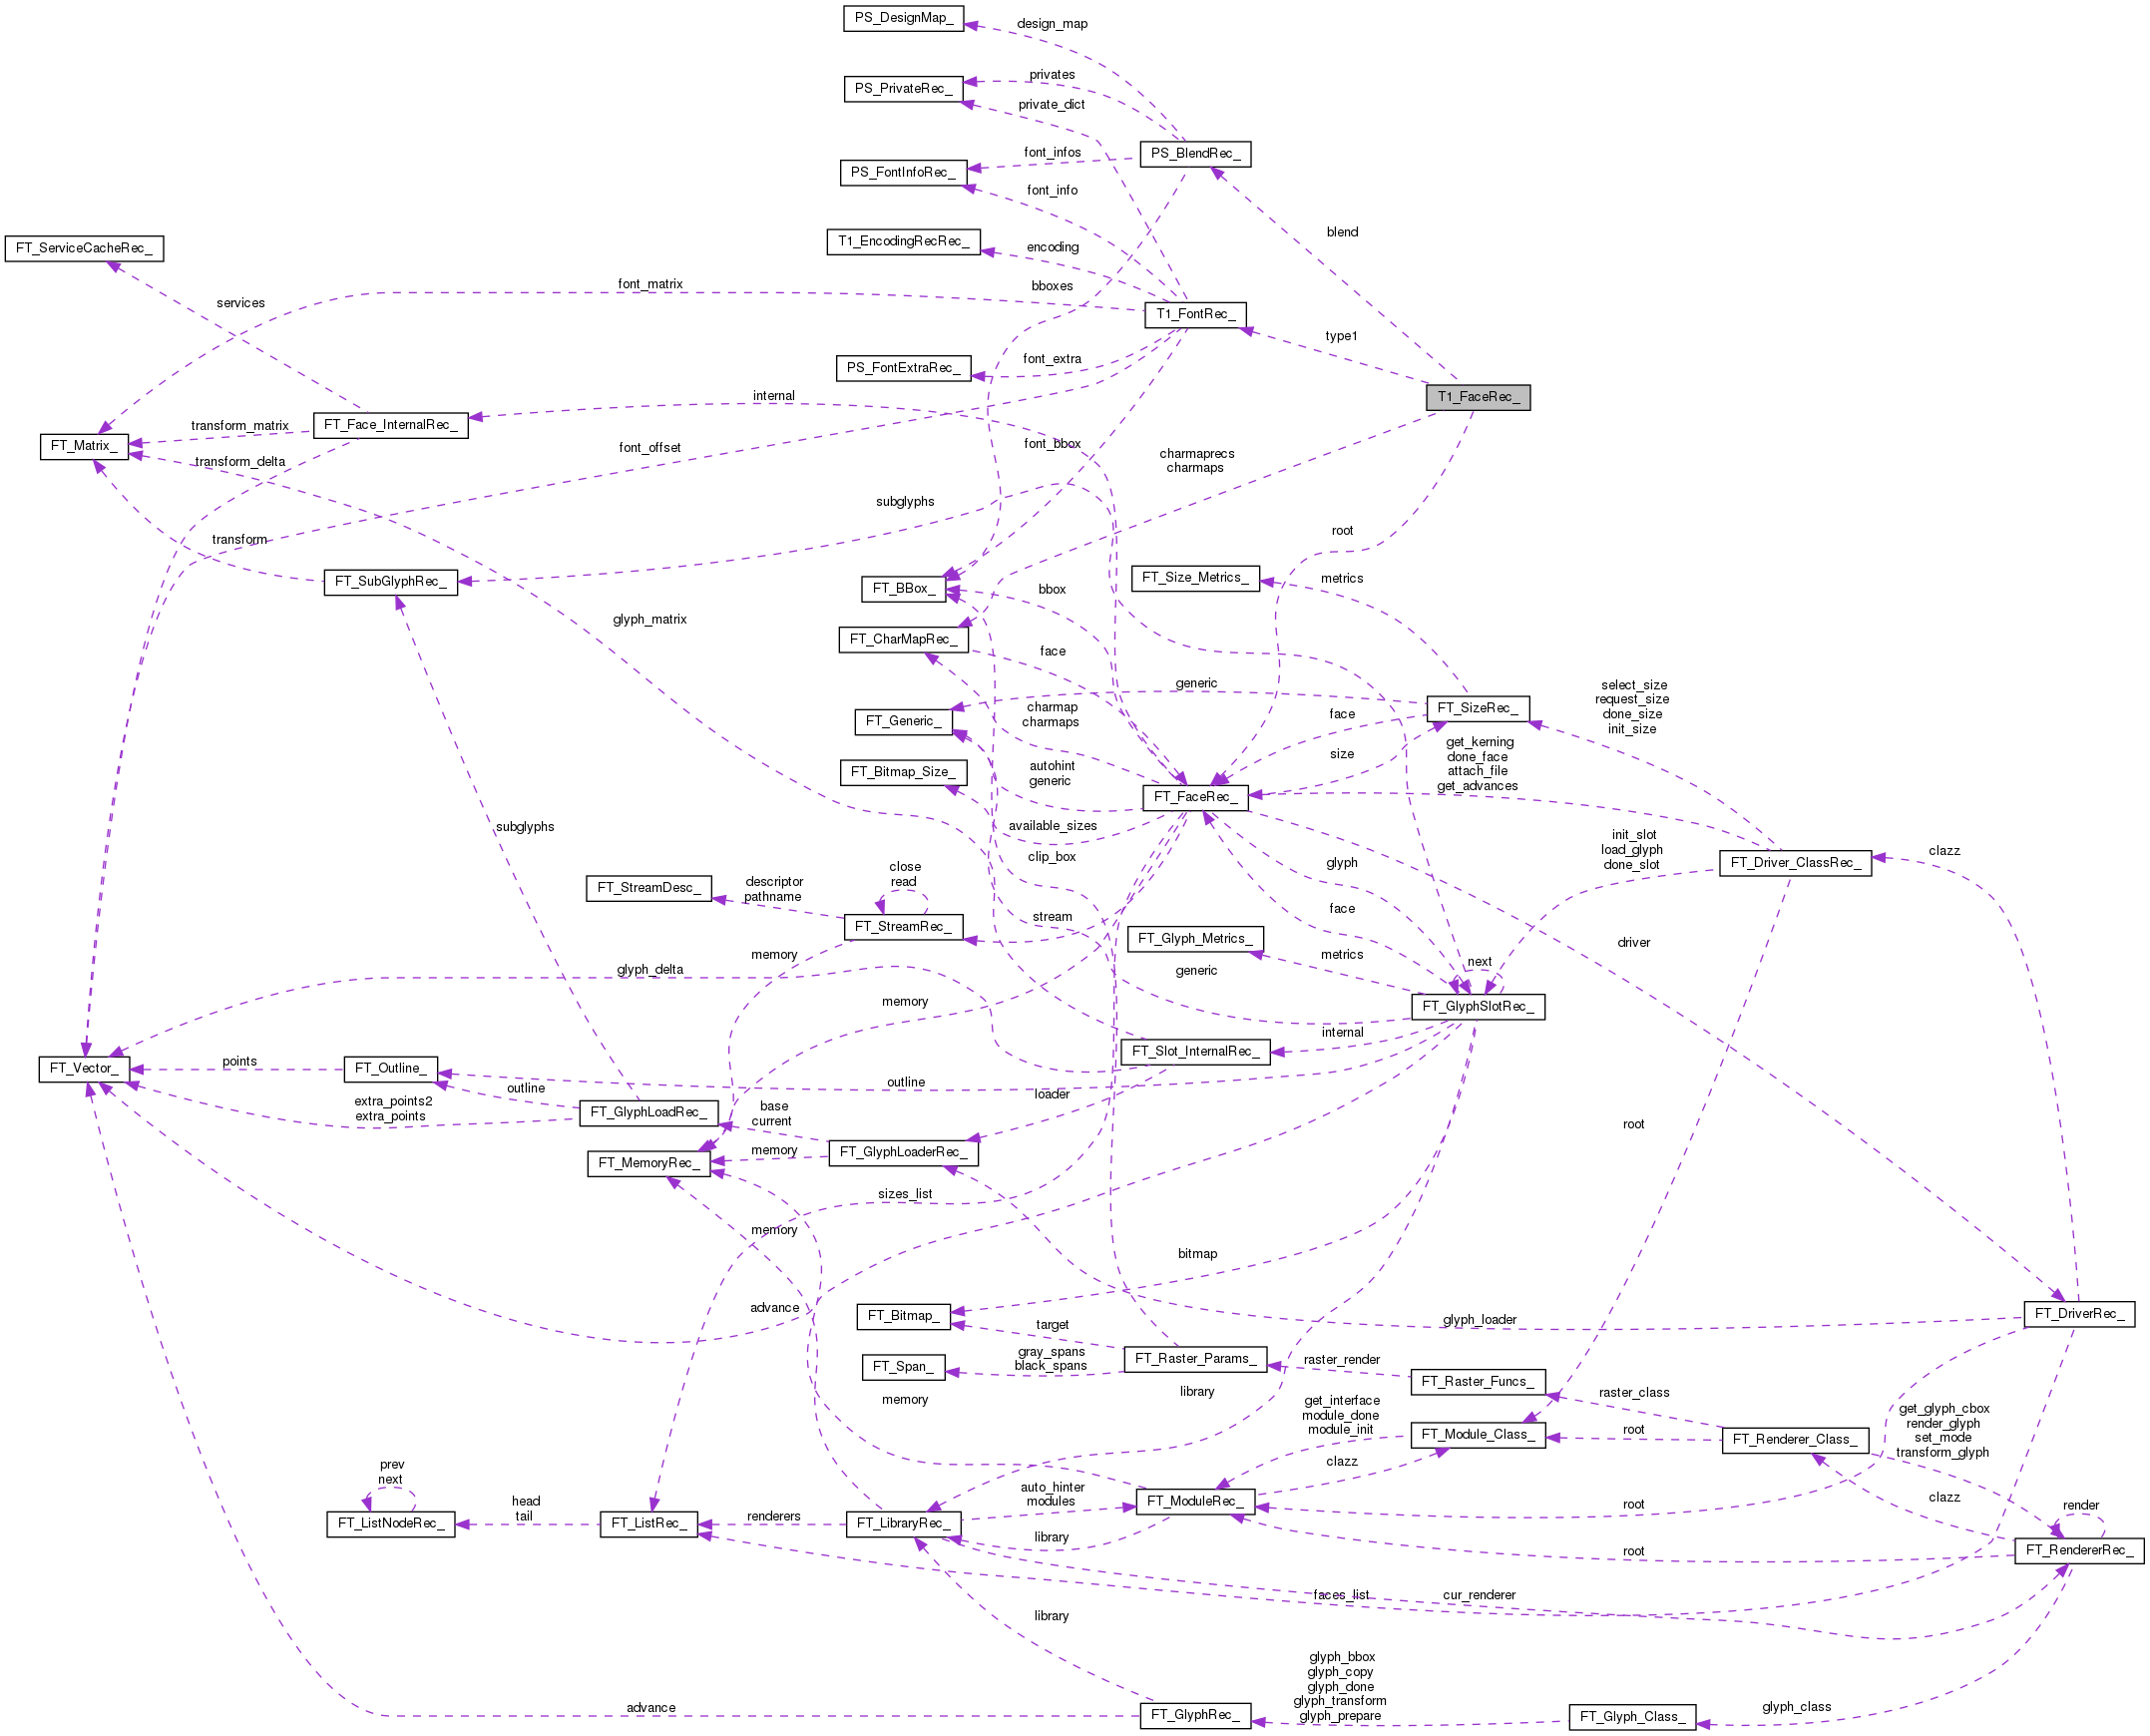 PS_DesignMap_
design_map
privates
PS_PrivateRec_
private_dict
PS_BlendRec_
font_infos
PS_FontInfoRec_
font_info
blend
T1_EncodingRecRec_
encoding
FT_ServiceCacheRec_
font_matrix
bboxes
services
T1_FontRec_
type1
font_extra
PS_FontExtraRec_
internal
T1_FaceRec_
transform_matrix
FT_Face_InternalRec_
FT_Matrix_
font_offset
font_bbox
charmaprecs
charmaps
transform_delta
subglyphs
root
transform
FT_SubGlyphRec_
FT_Size_Metrics_
metrics
FT_BBox_
bbox
glyph_matrix
FT_CharMapRec_
face
generic
select_size
request_size
done_size
init_size
FT_Generic_
charmap
charmaps
face
FT_SizeRec_
size
get_kerning
done_face
attach_file
get_advances
FT_Bitmap_Size_
autohint
generic
FT_FaceRec_
subglyphs
available_sizes
init_slot
load_glyph
done_slot
clip_box
glyph
clazz
FT_Driver_ClassRec_
close
read
FT_StreamDesc_
descriptor
pathname
FT_StreamRec_
stream
face
FT_Glyph_Metrics_
metrics
driver
memory
glyph_delta
generic
next
memory
FT_GlyphSlotRec_
internal
FT_Slot_InternalRec_
FT_Vector_
points
FT_Outline_
outline
outline
loader
extra_points2
extra_points
FT_GlyphLoadRec_
base
current
root
memory
FT_GlyphLoaderRec_
FT_MemoryRec_
sizes_list
memory
bitmap
advance
FT_Bitmap_
target
glyph_loader
FT_DriverRec_
FT_Span_
gray_spans
black_spans
FT_Raster_Params_
raster_render
FT_Raster_Funcs_
memory
library
get_interface
module_done
module_init
raster_class
get_glyph_cbox
render_glyph
set_mode
transform_glyph
FT_Module_Class_
root
FT_Renderer_Class_
clazz
prev
next
head
tail
auto_hinter
modules
FT_ModuleRec_
clazz
root
render
FT_ListNodeRec_
FT_ListRec_
renderers
FT_LibraryRec_
library
root
FT_RendererRec_
faces_list
cur_renderer
library
glyph_bbox
glyph_copy
glyph_done
glyph_transform
glyph_prepare
advance
FT_GlyphRec_
FT_Glyph_Class_
glyph_class